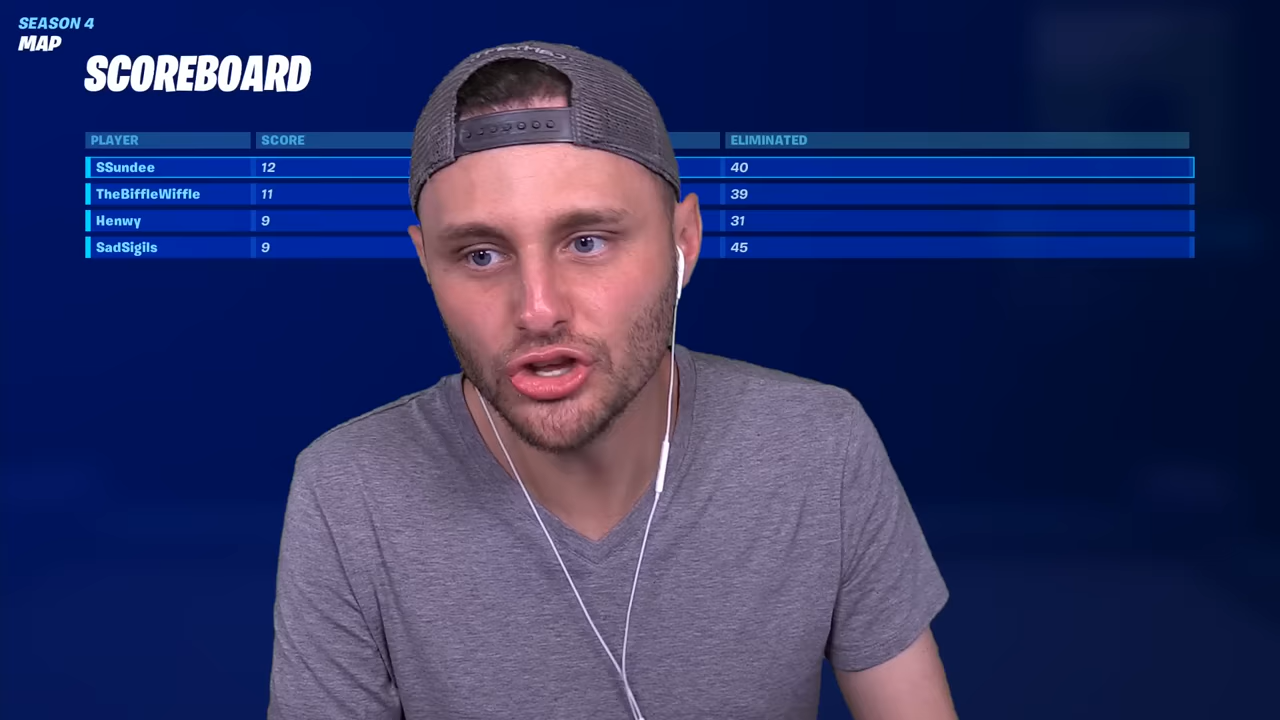 SEASON 4
MAP
SCOREBOARD
PLAYER SCORE ELIMINATED
SSundee 12 40
TheBiffleWiffle 11 39
Henwy 9 31
SadSigils 9 45